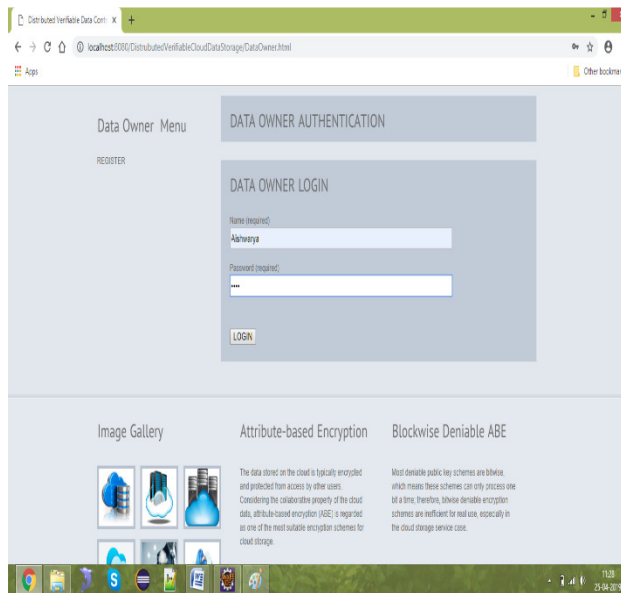 Distributed Verifiable Data Contr
localhost:8080/DistrubutedVerifiableCloudDataStorage/DataOwner.html
Apps
Other bookmar
Data Owner Menu
REGISTER
DATA OWNER AUTHENTICATION
DATA OWNER LOGIN
Name (required)
Aishwarya
Password (required)
••••
LOGIN
Image Gallery
Attribute-based Encryption
The data stored on the cloud is typically encrypted
and protected from access by other users.
Considering the collaborative property of the cloud
data, attribute-based encryption (ABE) is regarded
as one of the most suitable encryption schemes for
cloud storage.
Blockwise Deniable ABE
Most deniable public key schemes are bitwise,
which means these schemes can only process one
bit a time; therefore, bitwise deniable encryption
schemes are inefficient for real use, especially in
the cloud storage service case.
11:28
25-04-2019